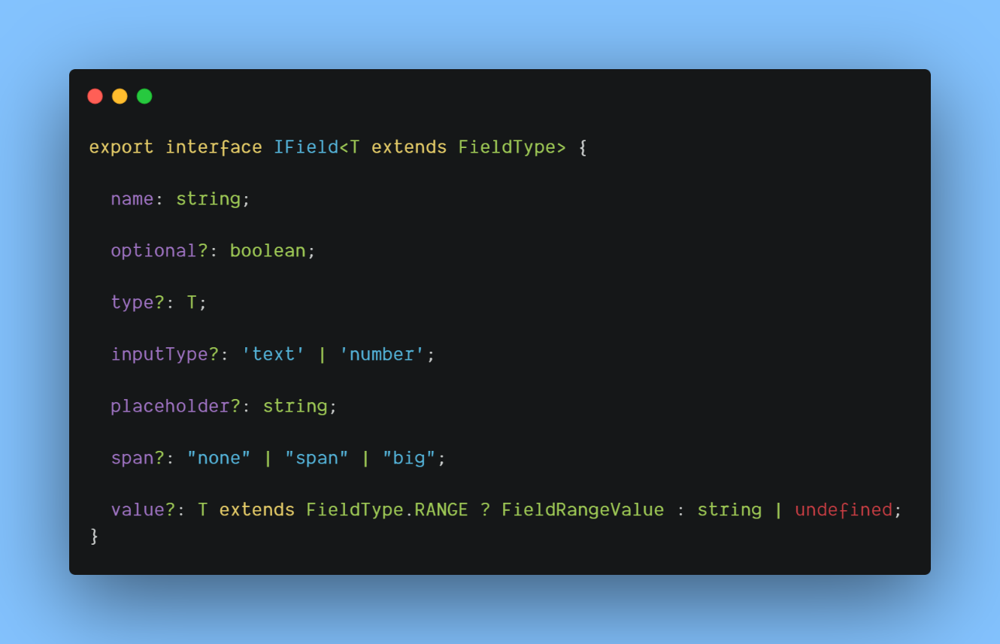 export interface IField<T extends FieldType> {
  name: string;
  optional?: boolean;
  type?: T;
  inputType?: 'text' | 'number';
  placeholder?: string;
  span?: "none" | "span" | "big";
  value?: T extends FieldType.RANGE ? FieldRangeValue : string | undefined;
}